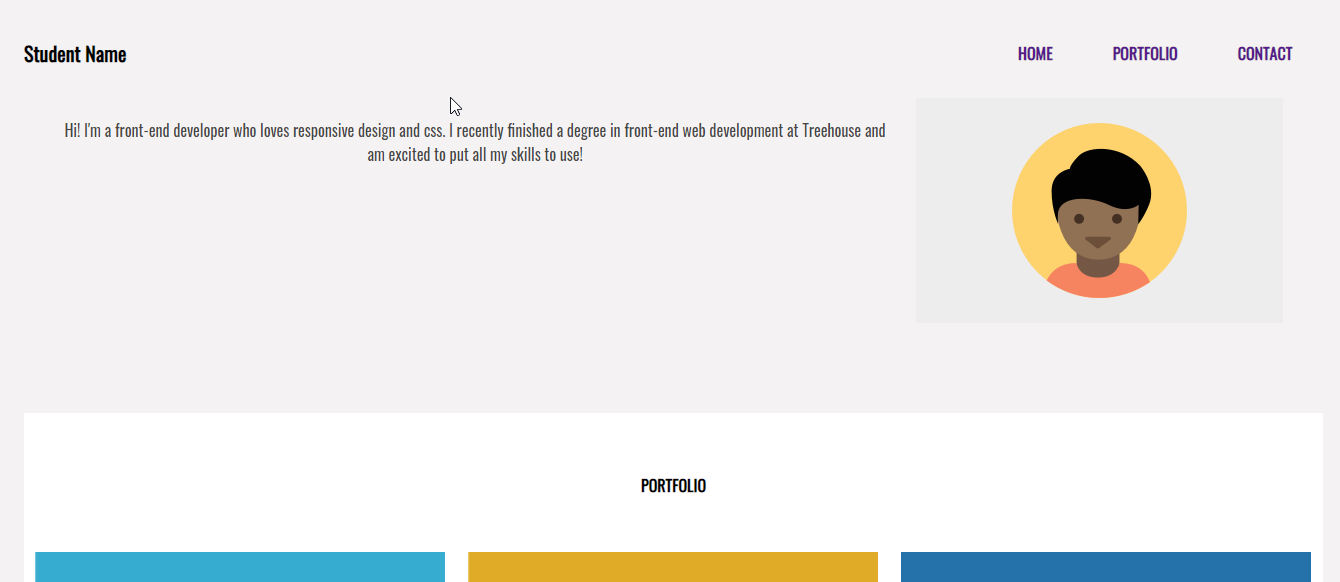 Student Name
HOME PORTFOLIO CONTACT
Hi! I'm a front-end developer who loves responsive design and css. I recently finished a degree in front-end web development at Treehouse and
am excited to put all my skills to use!
PORTFOLIO